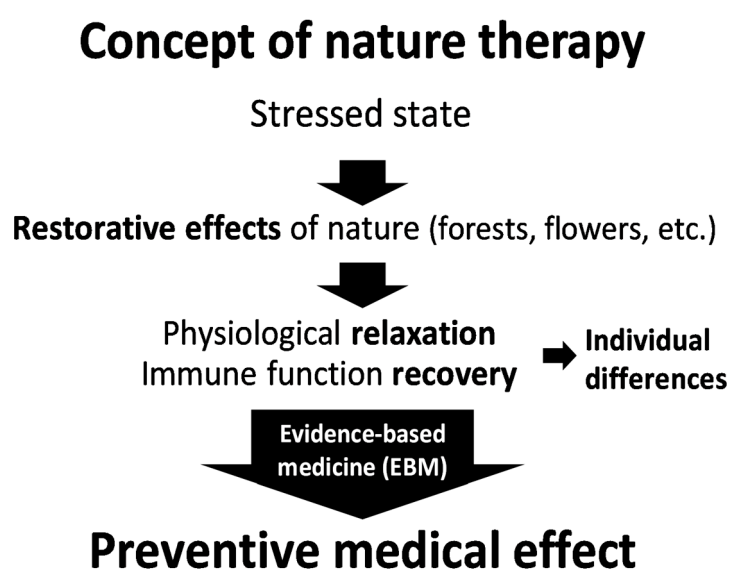 Concept of nature therapy
Stressed state
Restorative effects of nature (forests, flowers, etc.)
Physiological relaxation
Immune function recovery
Individual
differences
Evidence-based
medicine (EBM)
Preventive medical effect